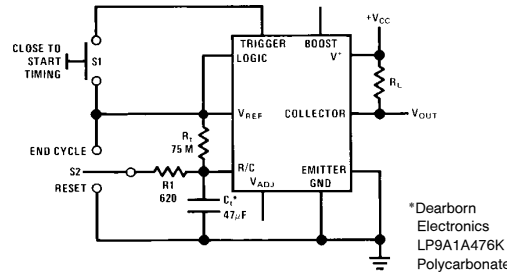 +VCC
TRIGGER
BOOST
LOGIC
V+
CLOSE TO
START
TIMING
S1
RL
VREF
COLLECTOR
VOUT
Rt
75 M
END CYCLE
R/C
EMITTER
S2
R1
620
VADJ
GND
RESET
Ct*
47μF
*Dearborn
Electronics
LP9A1A476K
Polycarbonate